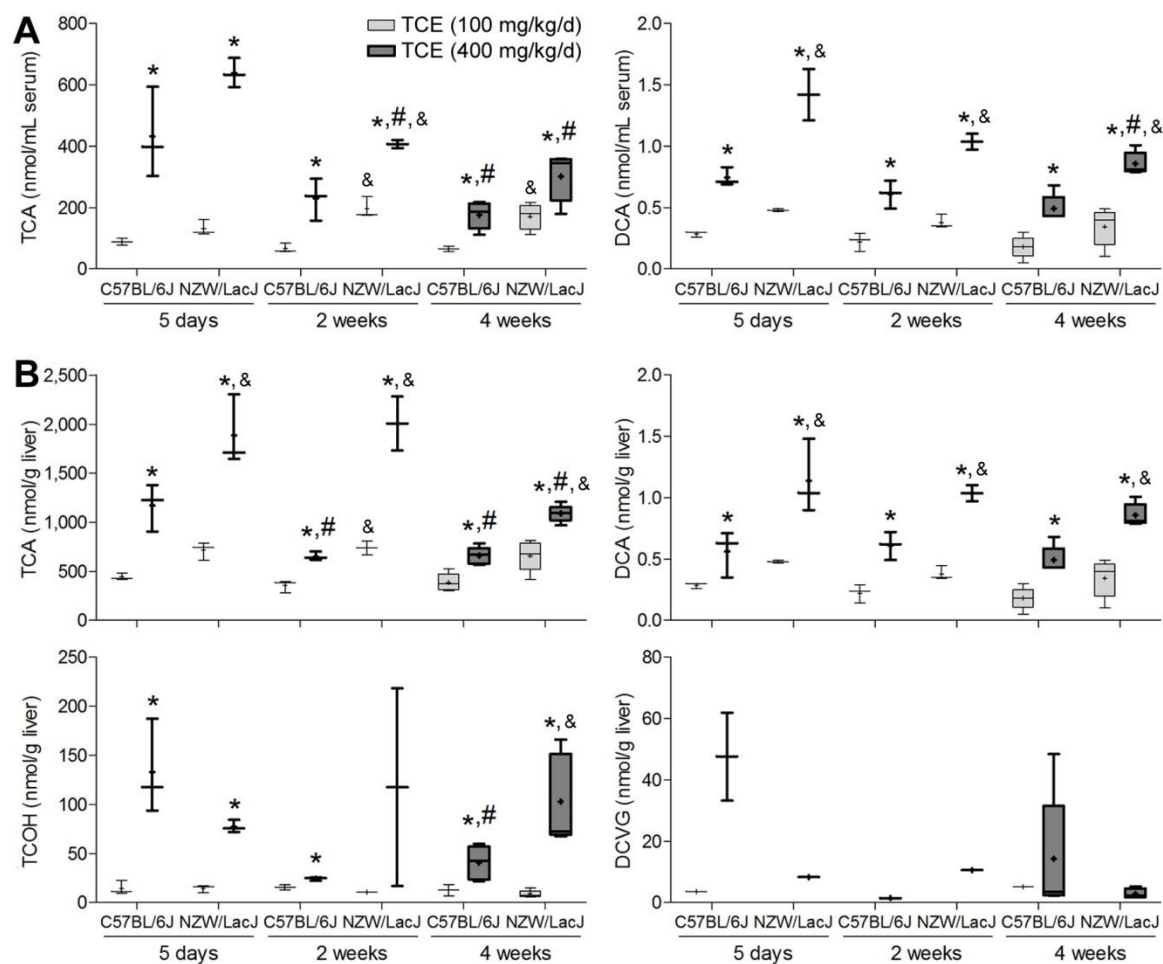 A
TCE (100 mg/kg/d)
TCE (400 mg/kg/d)
TCA (nmol/mL serum)
800
600
400
200
0
*
*
*
&
*,#,&
*,#
&
*,#
C57BL/6J NZW/LacJ C57BL/6J NZW/LacJ C57BL/6J NZW/LacJ
5 days 2 weeks 4 weeks
DCA (nmol/mL serum)
2.0
1.5
1.0
0.5
0.0
*
*,&
*
*,&
*
*,#,&
C57BL/6J NZW/LacJ C57BL/6J NZW/LacJ C57BL/6J NZW/LacJ
5 days 2 weeks 4 weeks
B
TCA (nmol/g liver)
2,500
2,000
1,500
1,000
500
0
*
*,&
*,#
&
*,&
*,#
*,#,&
C57BL/6J NZW/LacJ C57BL/6J NZW/LacJ C57BL/6J NZW/LacJ
5 days 2 weeks 4 weeks
DCA (nmol/g liver)
2.0
1.5
1.0
0.5
0.0
*
*,&
*
*,&
*
*,&
C57BL/6J NZW/LacJ C57BL/6J NZW/LacJ C57BL/6J NZW/LacJ
5 days 2 weeks 4 weeks
TCOH (nmol/g liver)
250
200
150
100
50
0
*
*
*
*,#
*,&
C57BL/6J NZW/LacJ C57BL/6J NZW/LacJ C57BL/6J NZW/LacJ
5 days 2 weeks 4 weeks
DCVG (nmol/g liver)
80
60
40
20
0
C57BL/6J NZW/LacJ C57BL/6J NZW/LacJ C57BL/6J NZW/LacJ
5 days 2 weeks 4 weeks